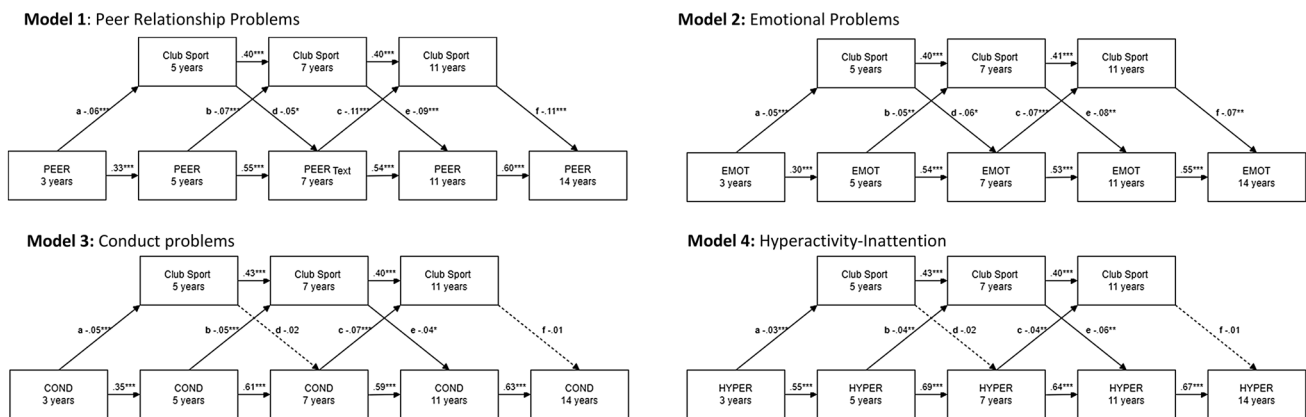 Model 1: Peer Relationship Problems
Club Sport
5 years
.40***
Club Sport
7 years
.40***
Club Sport
11 years
a -.06***
b -.07***
d -.05*
c -.11***
e -.09***
f -.11***
PEER
3 years
.33***
PEER
5 years
.55***
PEER Text
7 years
.54***
PEER
11 years
.60***
PEER
14 years
Model 2: Emotional Problems
Club Sport
5 years
.40***
Club Sport
7 years
.41***
Club Sport
11 years
a -.05***
b -.05**
d -.06*
c -.07***
e -.08**
f -.07**
EMOT
3 years
.30***
EMOT
5 years
.54***
EMOT
7 years
.53***
EMOT
11 years
.55***
EMOT
14 years
Model 3: Conduct problems
Club Sport
5 years
.43***
Club Sport
7 years
.40***
Club Sport
11 years
a -.05***
b -.05***
d -.02
c -.07***
e -.04*
f -.01
COND
3 years
.35***
COND
5 years
.61***
COND
7 years
.59***
COND
11 years
.63***
COND
14 years
Model 4: Hyperactivity-Inattention
Club Sport
5 years
.43***
Club Sport
7 years
.40***
Club Sport
11 years
a -.03***
b -.04**
d -.02
c -.04**
e -.06**
f -.01
HYPER
3 years
.55***
HYPER
5 years
.69***
HYPER
7 years
.64***
HYPER
11 years
.67***
HYPER
14 years